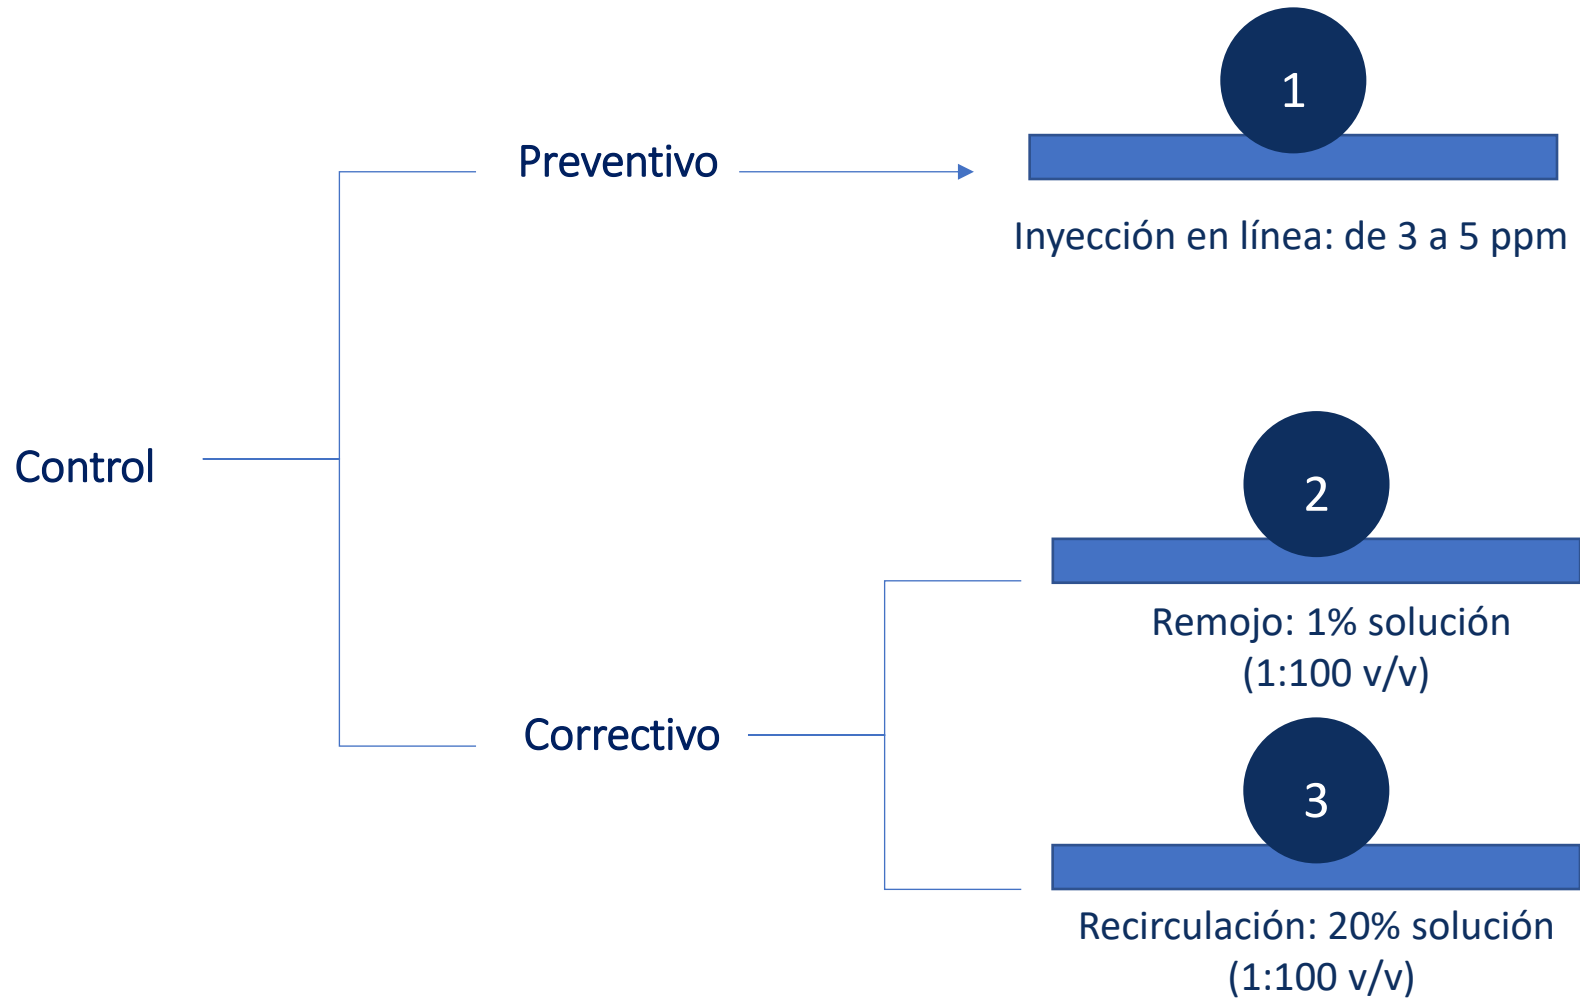 Control
Preventivo
1
Inyección en línea: de 3 a 5 ppm
Correctivo
2
Remojo: 1% solución
(1:100 v/v)
3
Recirculación: 20% solución
(1:100 v/v)